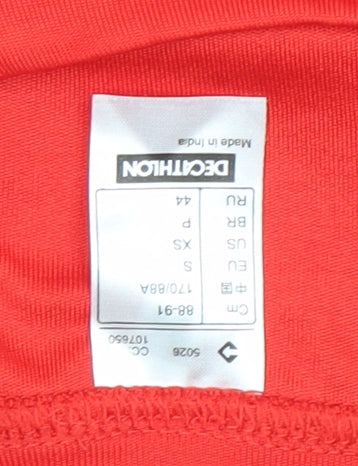 5026 CC.
107650
Cm 88-91
中国 170/88A
EU S
US XS
BR P
RU 44
DECATHLON
Made in India